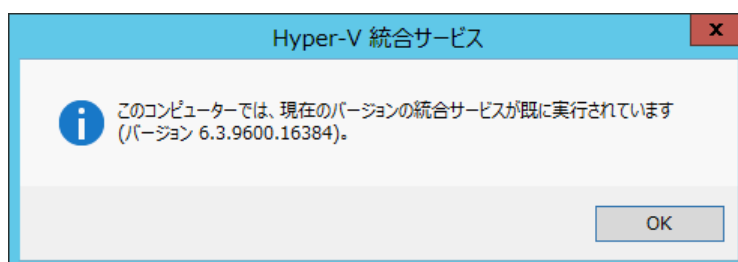 Hyper-V 統合サービス
x
このコンピューターでは、現在のバージョンの統合サービスが既に実行されています
(バージョン 6.3.9600.16384)。
OK